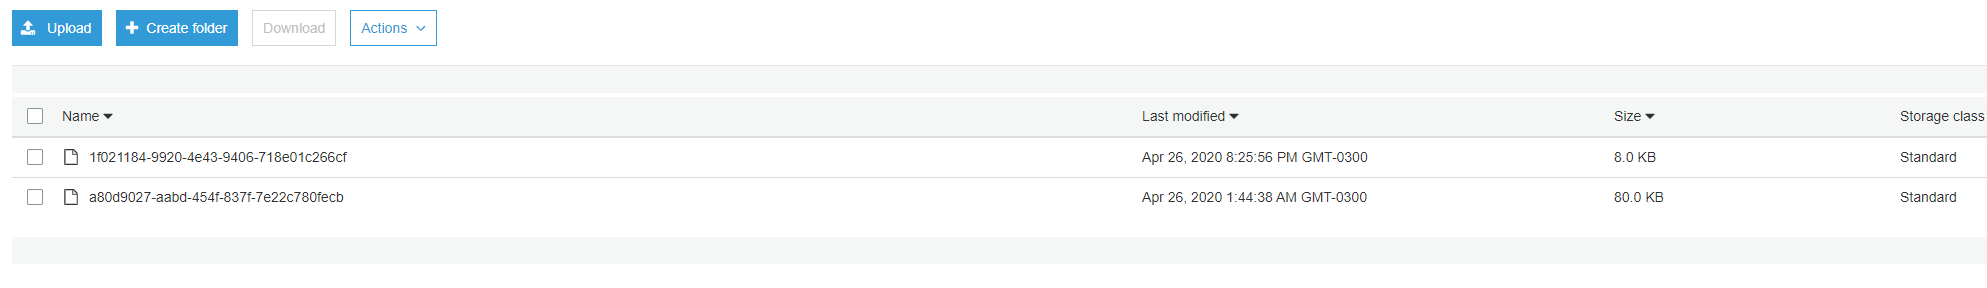 Upload Create folder Download Actions
Name Last modified Size Storage class
1f021184-9920-4e43-9406-718e01c266cf Apr 26, 2020 8:25:56 PM GMT-0300 8.0 KB Standard
a80d9027-aabd-454f-837f-7e22c780fecb Apr 26, 2020 1:44:38 AM GMT-0300 80.0 KB Standard